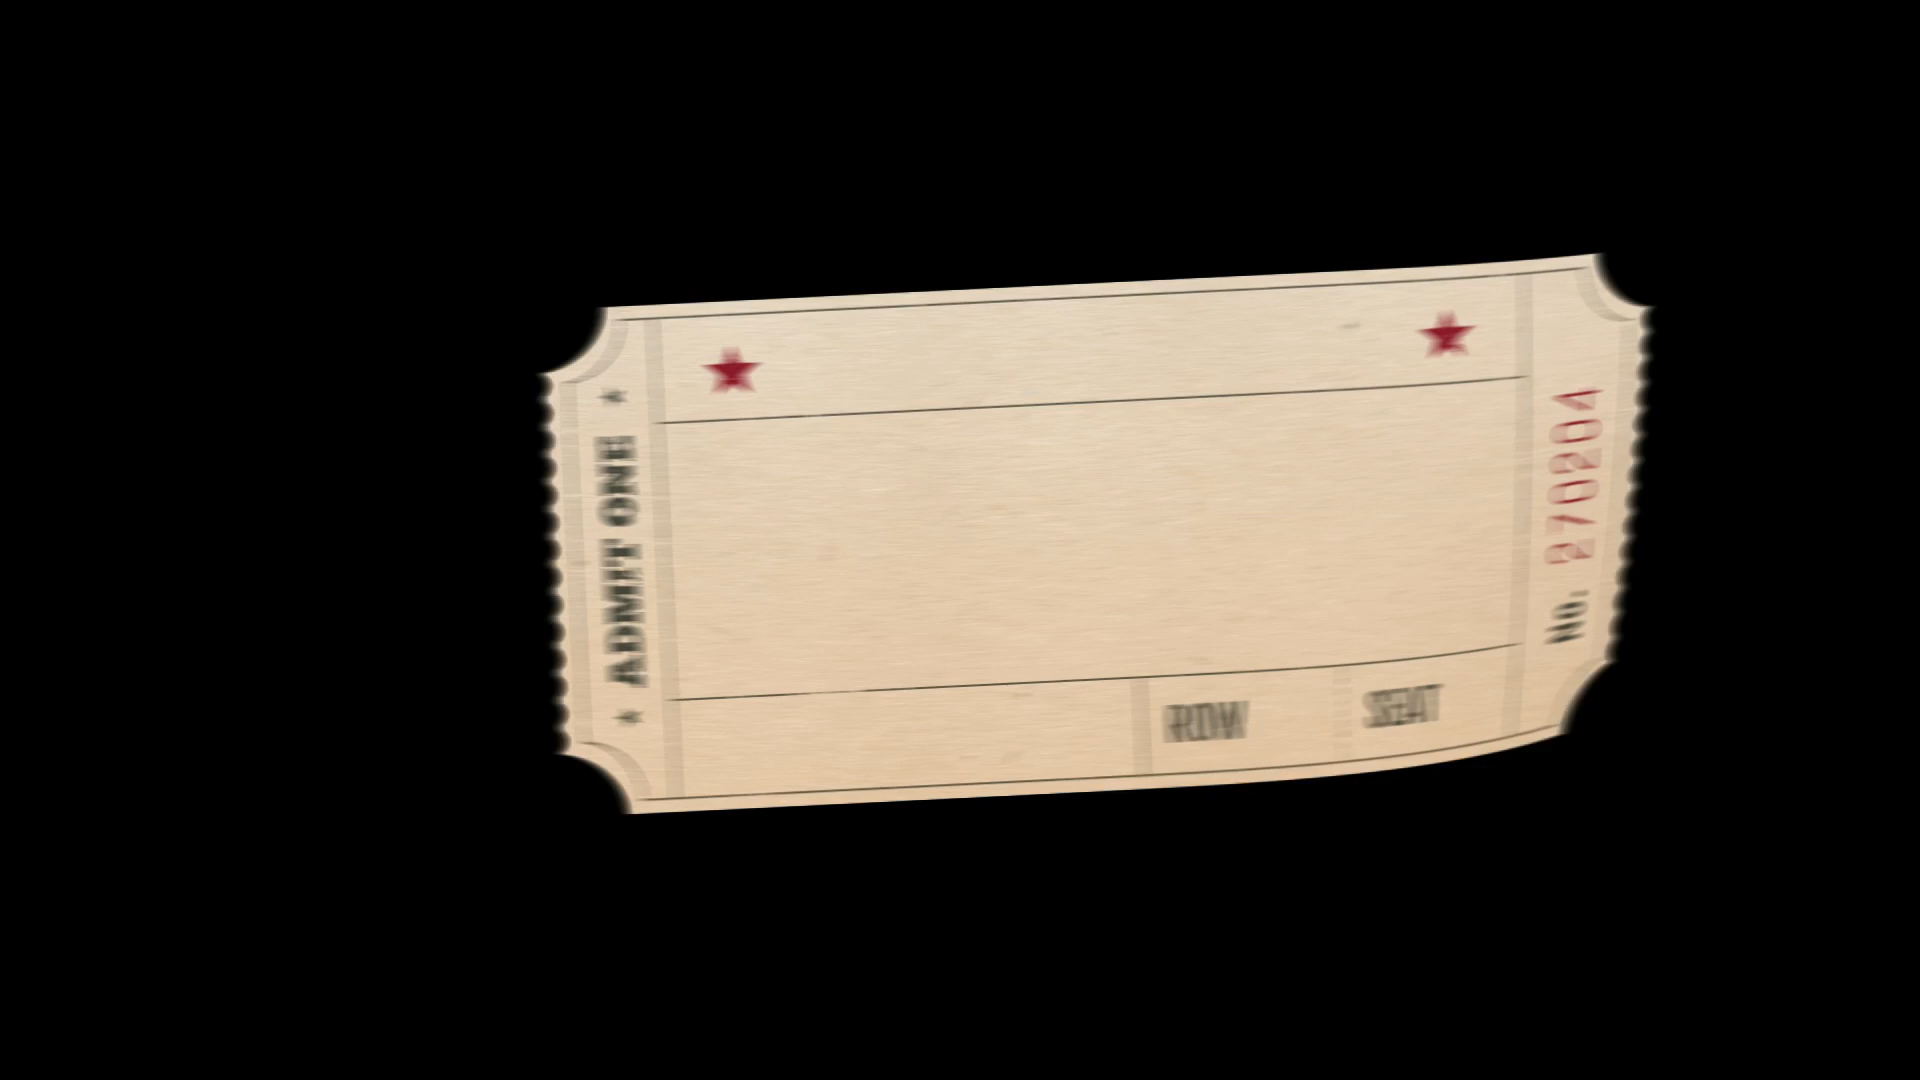 ★ ADMIT ONE ★
ROW
SEAT
No. 270204